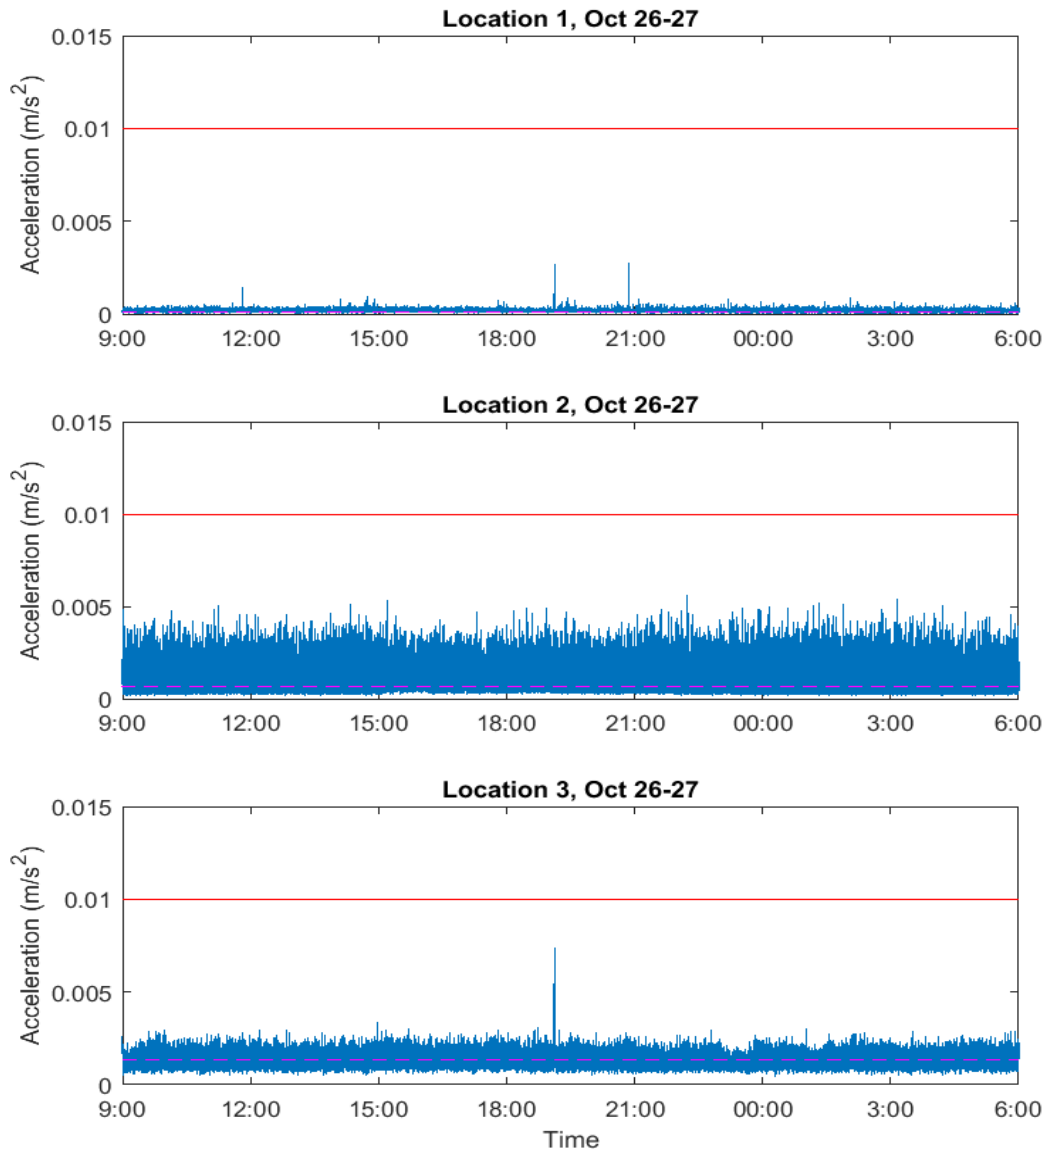 Location 1, Oct 26-27
0.015
0.01
0.005
0
Acceleration (m/s²)
9:00 12:00 15:00 18:00 21:00 00:00 3:00 6:00
Location 2, Oct 26-27
0.015
0.01
0.005
0
Acceleration (m/s²)
9:00 12:00 15:00 18:00 21:00 00:00 3:00 6:00
Location 3, Oct 26-27
0.015
0.01
0.005
0
Acceleration (m/s²)
9:00 12:00 15:00 18:00 21:00 00:00 3:00 6:00
Time